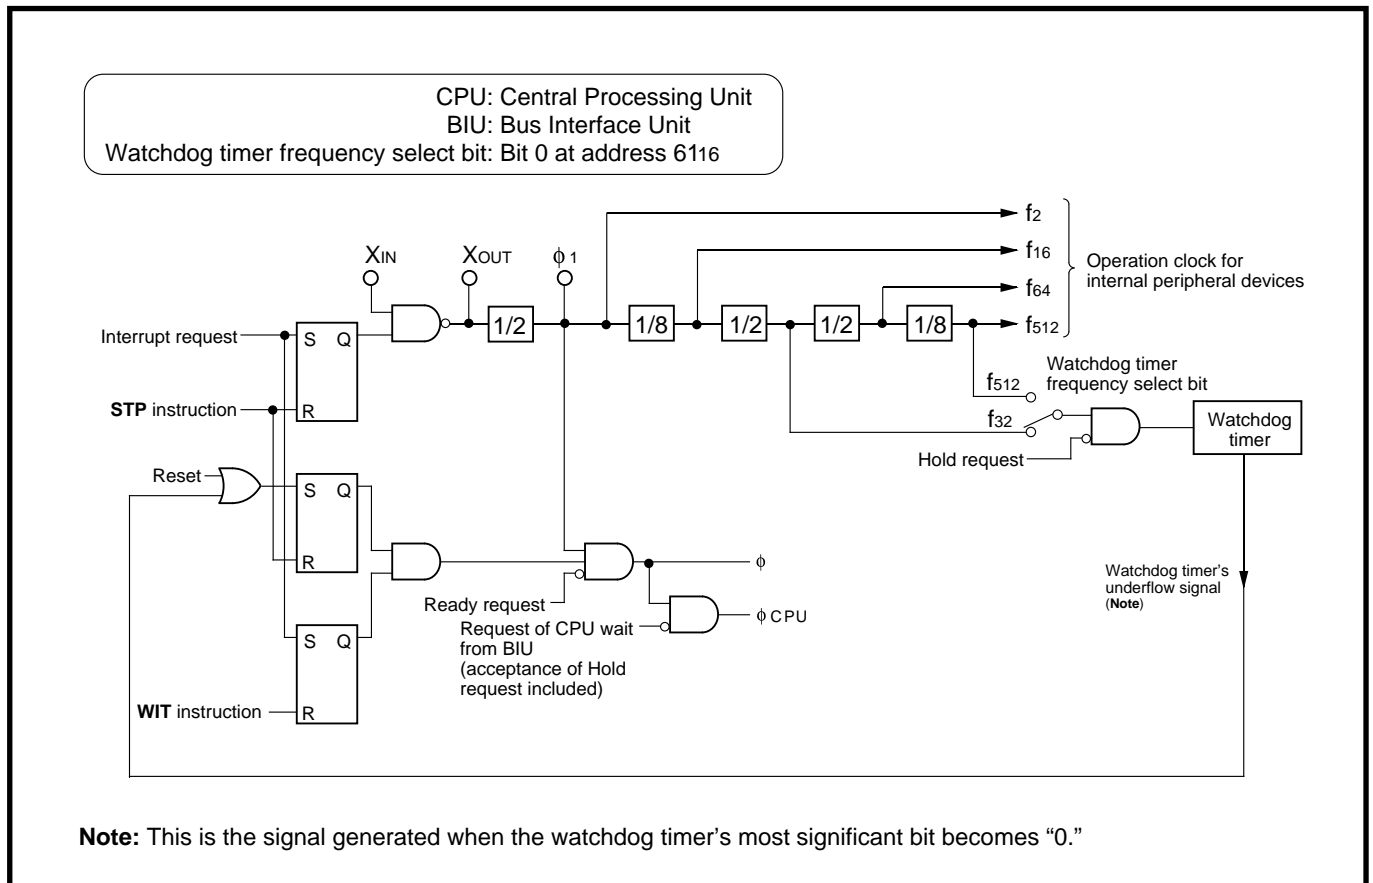 CPU: Central Processing Unit
BIU: Bus Interface Unit
Watchdog timer frequency select bit: Bit 0 at address 6116
f2
f16
f64
f512
Operation clock for
internal peripheral devices
XIN
XOUT
ϕ 1
1/2
1/8
1/2
1/2
1/8
Interrupt request
S Q
R
STP instruction
f512
f32
Watchdog timer
frequency select bit
Hold request
Watchdog
timer
Reset
S Q
R
Ready request
ϕ
ϕ CPU
Request of CPU wait
from BIU
(acceptance of Hold
request included)
Watchdog timer's
underflow signal
(Note)
S Q
R
WIT instruction
Note: This is the signal generated when the watchdog timer’s most significant bit becomes “0.”